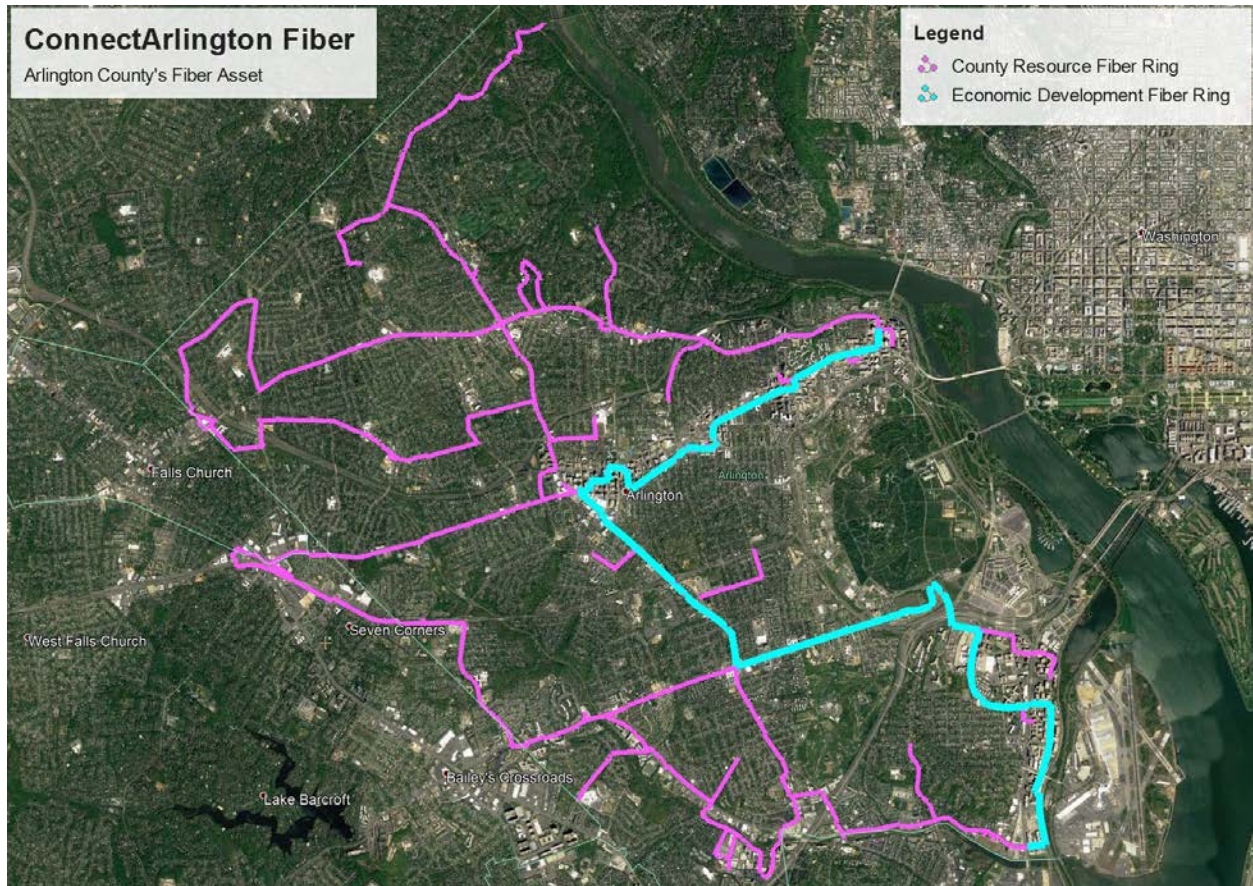 ConnectArlington Fiber
Arlington County's Fiber Asset
Legend
County Resource Fiber Ring
Economic Development Fiber Ring
Washington
Falls Church
Arlington
Arlington
West Falls Church
Seven Corners
Bailey's Crossroads
Lake Barcroft